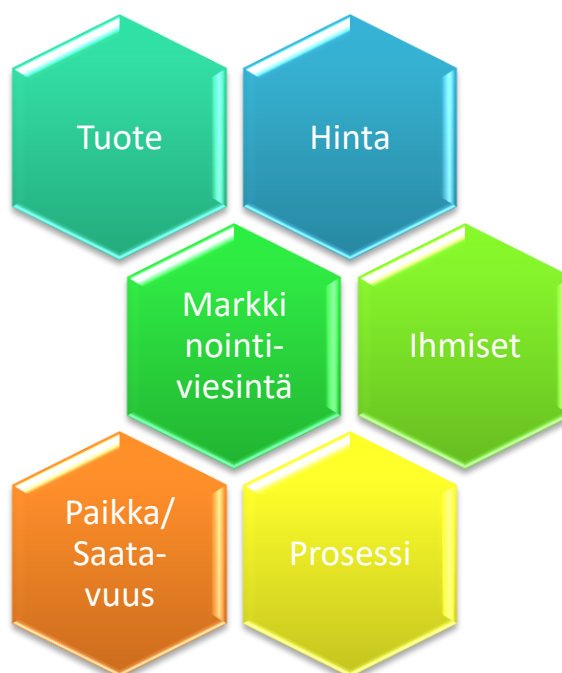 Tuote
Hinta
Markki
nointi-
viesintä
Ihmiset
Paikka/
Saata-
vuus
Prosessi